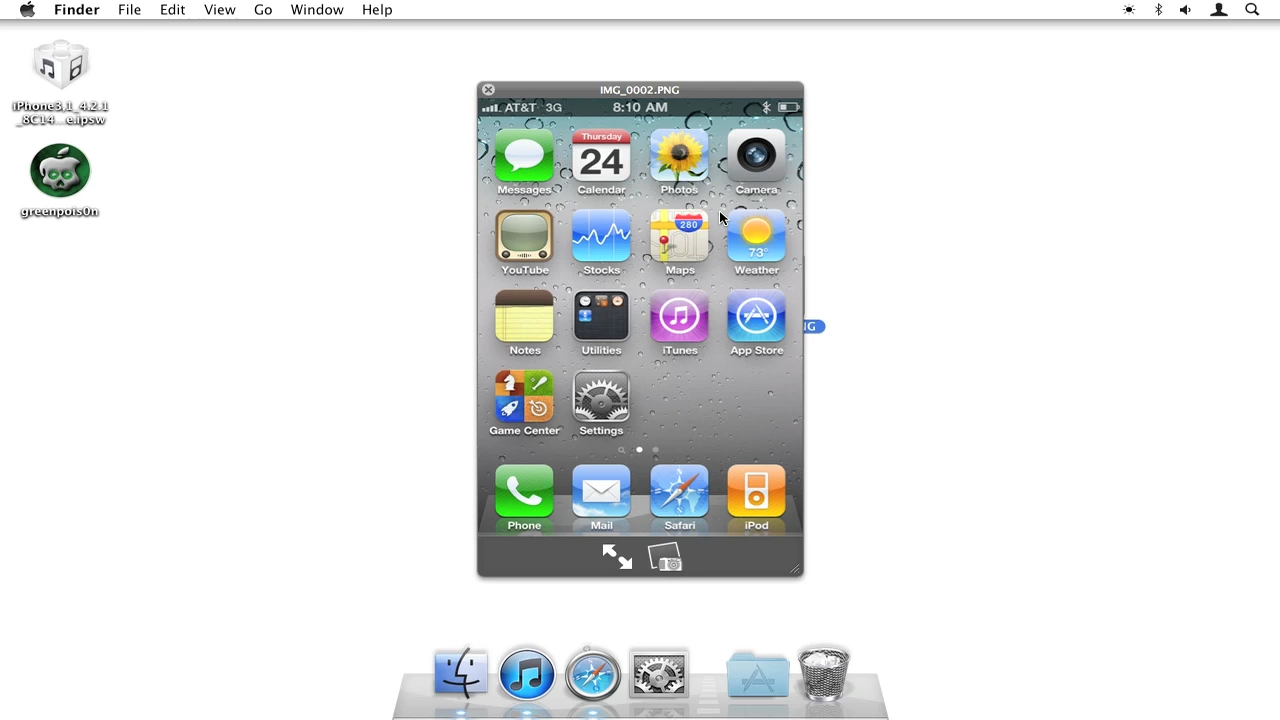 Finder File Edit View Go Window Help
iPhone3,1_4.2.1
_8C14...e.ipsw
greenpois0n
IMG_0002.PNG
AT&T 3G 8:10 AM
Thursday
24
Messages Calendar Photos Camera
280
73°
YouTube Stocks Maps Weather
NG
Notes Utilities iTunes App Store
Game Center Settings
Phone Mail Safari iPod